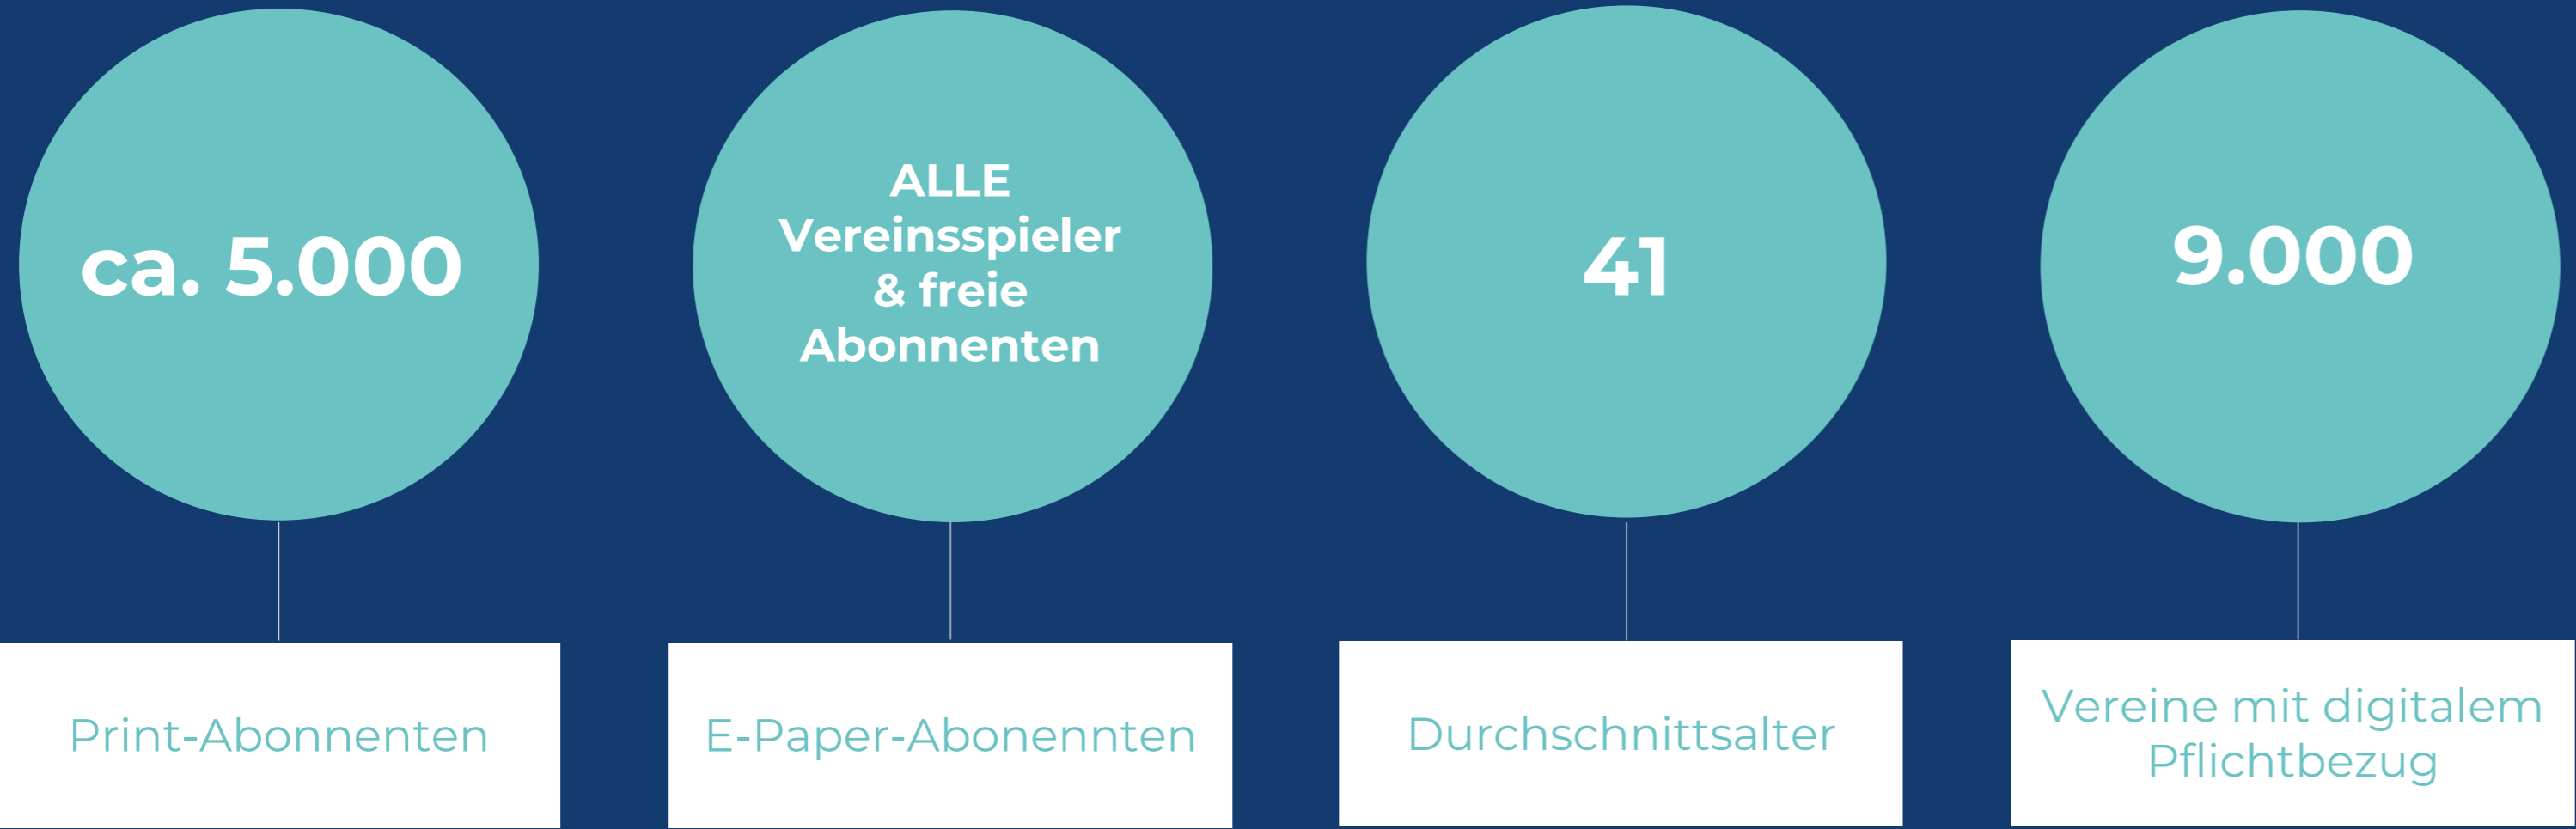 ca. 5.000
Print-Abonnenten
ALLE
Vereinsspieler
& freie
Abonnenten
E-Paper-Abonennten
41
Durchschnittsalter
9.000
Vereine mit digitalem
Pflichtbezug